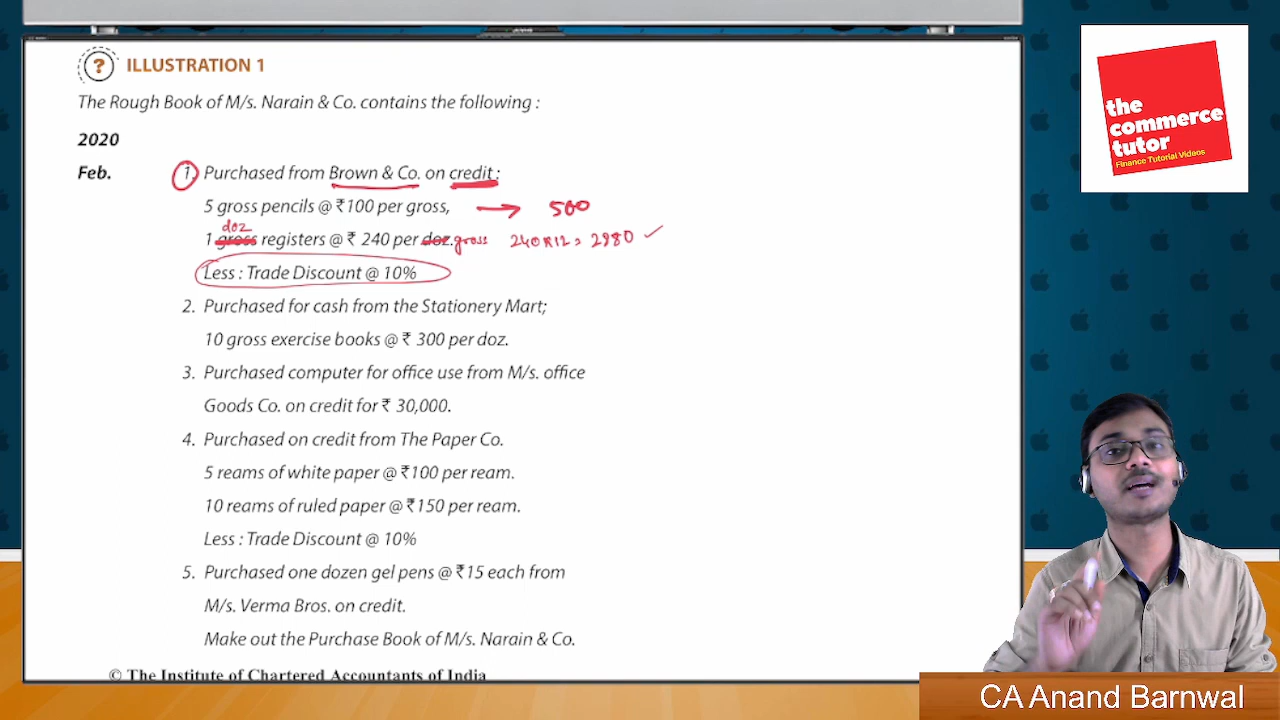 ILLUSTRATION 1
The Rough Book of M/s. Narain & Co. contains the following :
2020
Feb. 1. Purchased from Brown & Co. on credit :
5 gross pencils @ ₹100 per gross, → 500
doz
1 gross registers @ ₹ 240 per doz. gross 240x12, 2880 ✓
Less : Trade Discount @ 10%
2. Purchased for cash from the Stationery Mart;
10 gross exercise books @ ₹ 300 per doz.
3. Purchased computer for office use from M/s. office
Goods Co. on credit for ₹ 30,000.
4. Purchased on credit from The Paper Co.
5 reams of white paper @ ₹100 per ream.
10 reams of ruled paper @ ₹150 per ream.
Less : Trade Discount @ 10%
5. Purchased one dozen gel pens @ ₹15 each from
M/s. Verma Bros. on credit.
Make out the Purchase Book of M/s. Narain & Co.
© The Institute of Chartered Accountants of India
the
commerce
tutor
Finance Tutorial Videos
CA Anand Barnwal